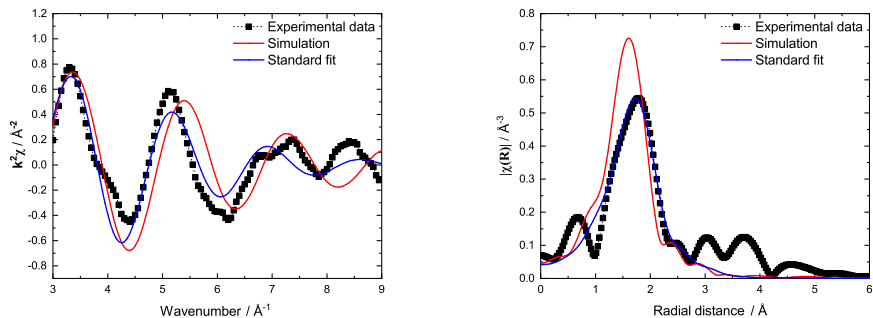 Experimental data
Simulation
Standard fit
k²χ / Å⁻²
1.2
1.0
0.8
0.6
0.4
0.2
0.0
-0.2
-0.4
-0.6
-0.8
3 4 5 6 7 8 9
Wavenumber / Å⁻¹
Experimental data
Simulation
Standard fit
|χ(R)| / Å⁻³
0.8
0.7
0.6
0.5
0.4
0.3
0.2
0.1
0.0
0 1 2 3 4 5 6
Radial distance / Å